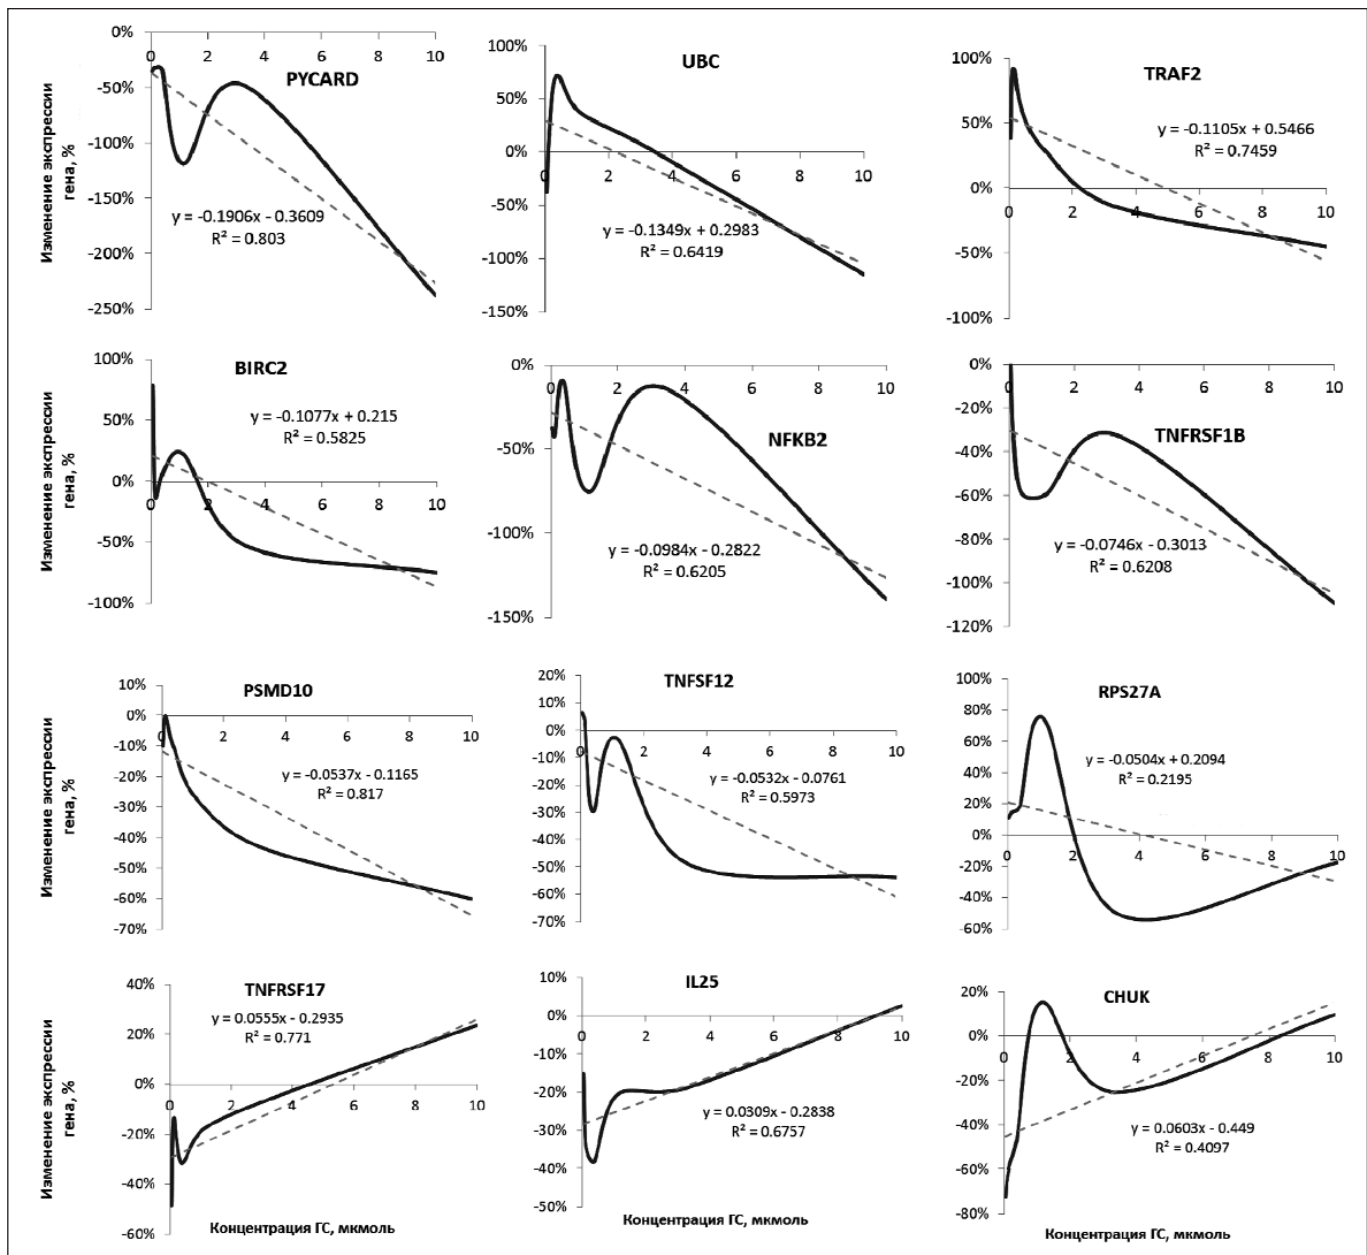 Изменение экспрессии
гена, %
0%
-50%
-100%
-150%
-200%
-250%
0 2 4 6 8 10
PYCARD
y = -0.1906x - 0.3609
R² = 0.803
100%
50%
0%
-50%
-100%
-150%
0 2 4 6 8 10
UBC
y = -0.1349x + 0.2983
R² = 0.6419
100%
50%
0%
-50%
-100%
0 2 4 6 8 10
TRAF2
y = -0.1105x + 0.5466
R² = 0.7459
Изменение экспрессии
гена, %
100%
50%
0%
-50%
-100%
0 2 4 6 8 10
BIRC2
y = -0.1077x + 0.215
R² = 0.5825
0%
-50%
-100%
-150%
0 2 4 6 8 10
NFKB2
y = -0.0984x - 0.2822
R² = 0.6205
0%
-20%
-40%
-60%
-80%
-100%
-120%
0 2 4 6 8 10
TNFRSF1B
y = -0.0746x - 0.3013
R² = 0.6208
Изменение экспрессии
гена, %
10%
0%
-10%
-20%
-30%
-40%
-50%
-60%
-70%
0 2 4 6 8 10
PSMD10
y = -0.0537x - 0.1165
R² = 0.817
20%
10%
0%
-10%
-20%
-30%
-40%
-50%
-60%
-70%
0 2 4 6 8 10
TNFSF12
y = -0.0532x - 0.0761
R² = 0.5973
100%
80%
60%
40%
20%
0%
-20%
-40%
-60%
0 2 4 6 8 10
RPS27A
y = -0.0504x + 0.2094
R² = 0.2195
Изменение экспрессии
гена, %
40%
20%
0%
-20%
-40%
-60%
0 2 4 6 8 10
TNFRSF17
y = 0.0555x - 0.2935
R² = 0.771
Концентрация ГС, мкмоль
10%
0%
-10%
-20%
-30%
-40%
-50%
0 2 4 6 8 10
IL25
y = 0.0309x - 0.2838
R² = 0.6757
Концентрация ГС, мкмоль
20%
0%
-20%
-40%
-60%
-80%
0 2 4 6 8 10
CHUK
y = 0.0603x - 0.449
R² = 0.4097
Концентрация ГС, мкмоль